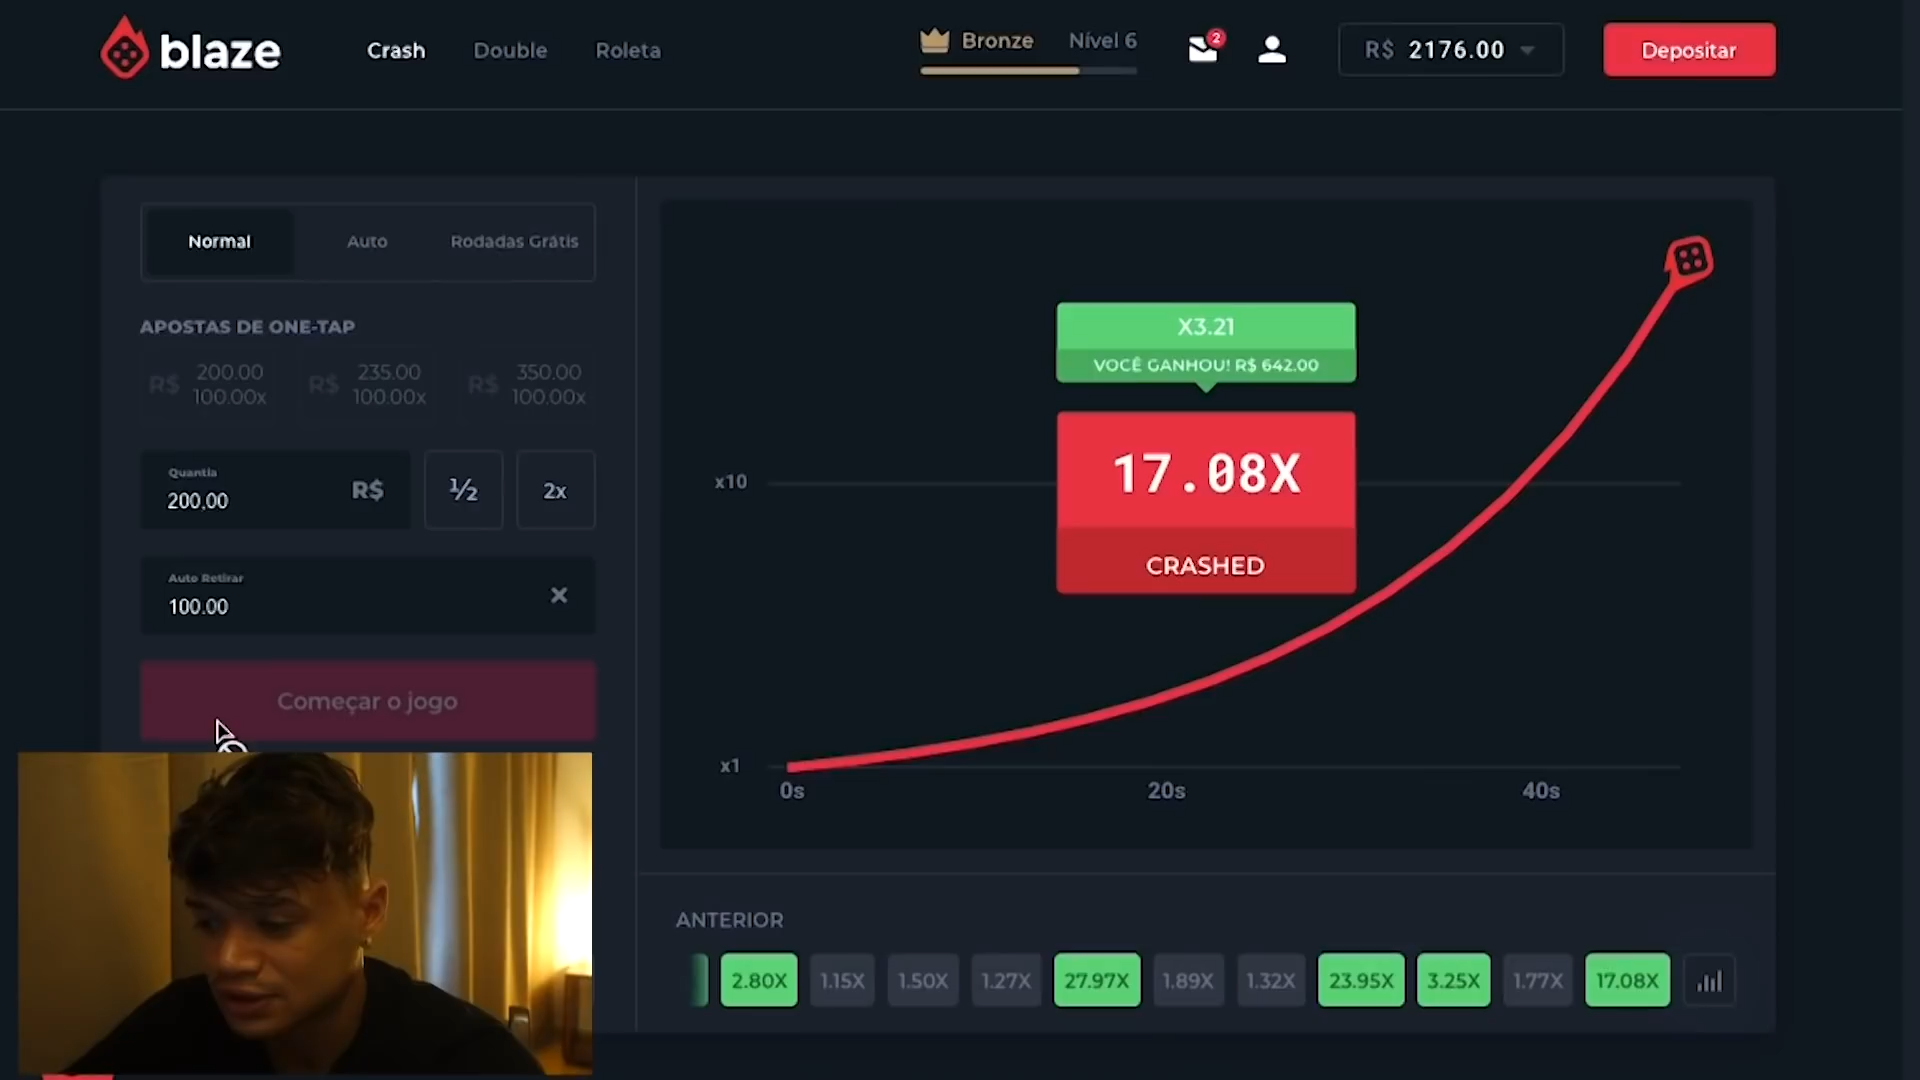 blaze
Crash
Double
Roleta
Bronze
Nível 6
2
R$ 2176.00
Depositar
Normal
Auto
Rodadas Grátis
APOSTAS DE ONE-TAP
R$ 200.00
100.00x
R$ 235.00
100.00x
R$ 350.00
100.00x
Quantia
200,00
R$
½
2x
Auto Retirar
100.00
Começar o jogo
X3.21
VOCÊ GANHOU! R$ 642.00
17.08X
CRASHED
x10
x1
0s
20s
40s
ANTERIOR
2.80X
1.15X
1.50X
1.27X
27.97X
1.89X
1.32X
23.95X
3.25X
1.77X
17.08X